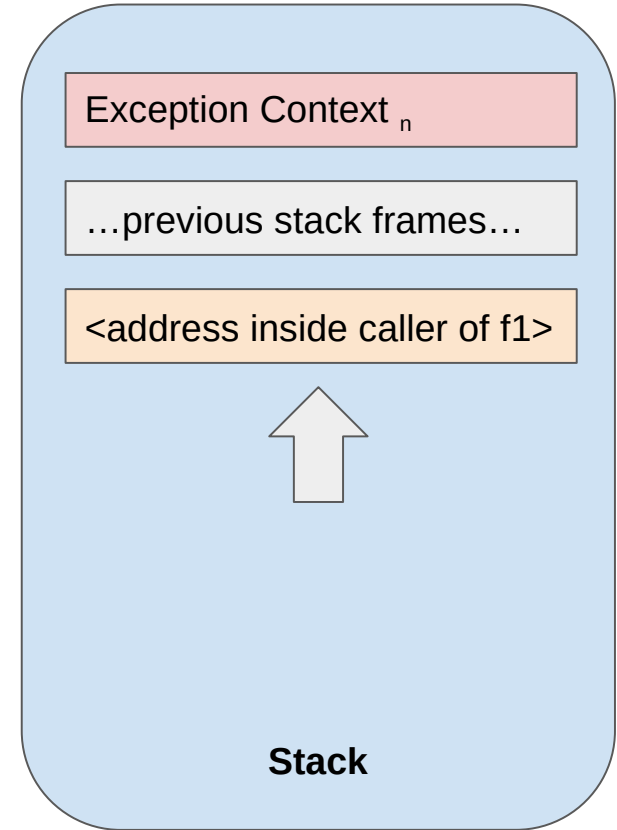 Exception Context n
…previous stack frames…
<address inside caller of f1>
Stack